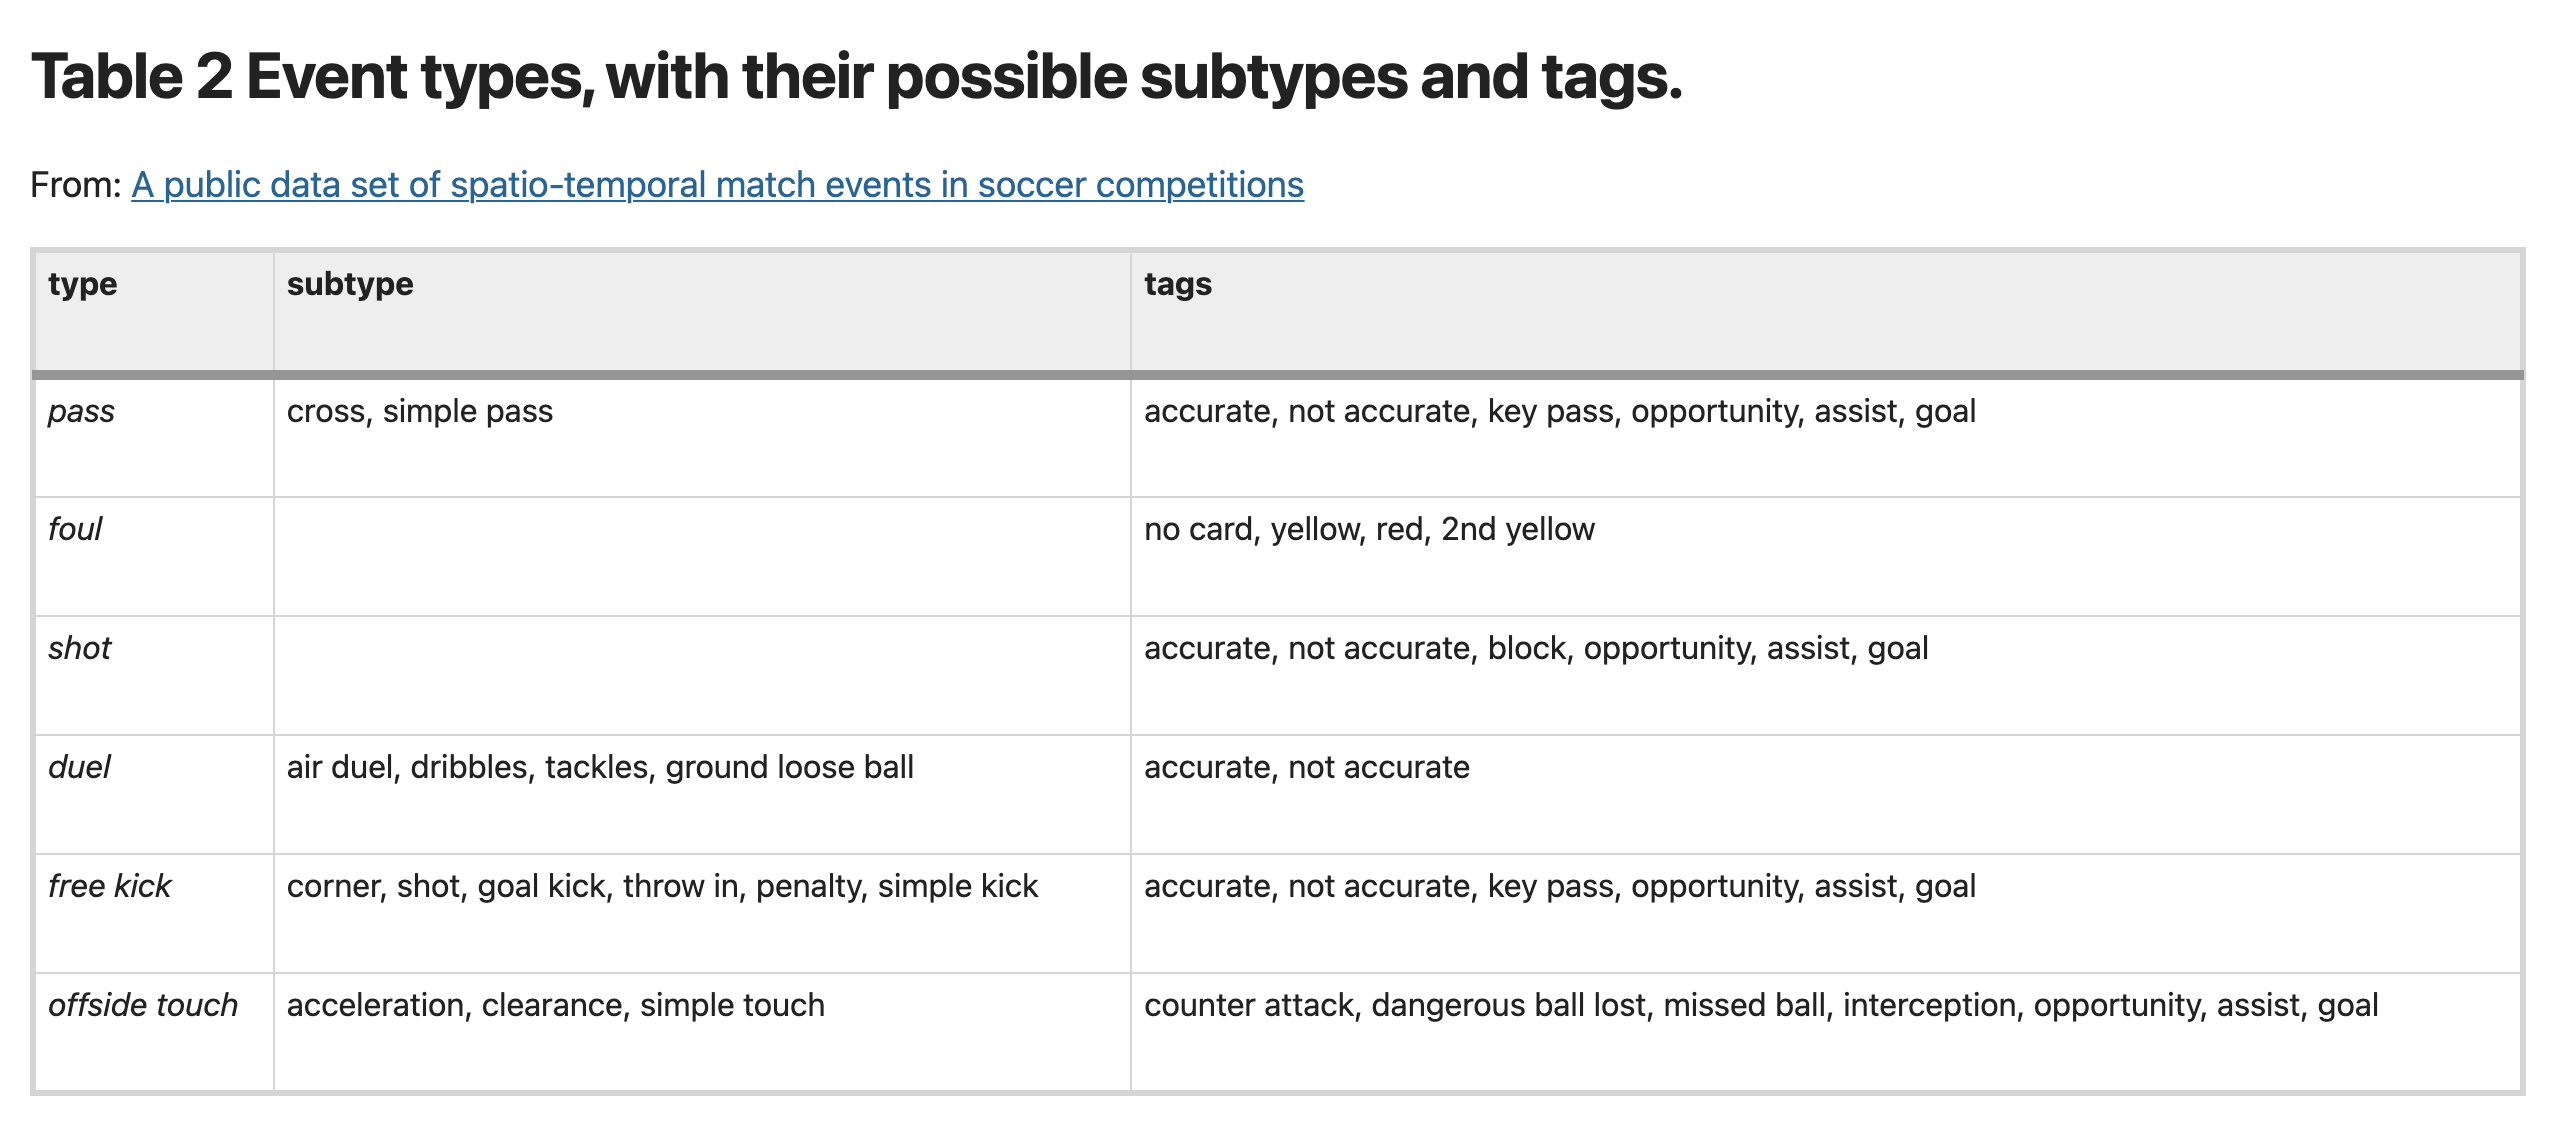 Table 2 Event types, with their possible subtypes and tags.
From: A public data set of spatio-temporal match events in soccer competitions
type subtype tags
pass cross, simple pass accurate, not accurate, key pass, opportunity, assist, goal
foul no card, yellow, red, 2nd yellow
shot accurate, not accurate, block, opportunity, assist, goal
duel air duel, dribbles, tackles, ground loose ball accurate, not accurate
free kick corner, shot, goal kick, throw in, penalty, simple kick accurate, not accurate, key pass, opportunity, assist, goal
offside touch acceleration, clearance, simple touch counter attack, dangerous ball lost, missed ball, interception, opportunity, assist, goal